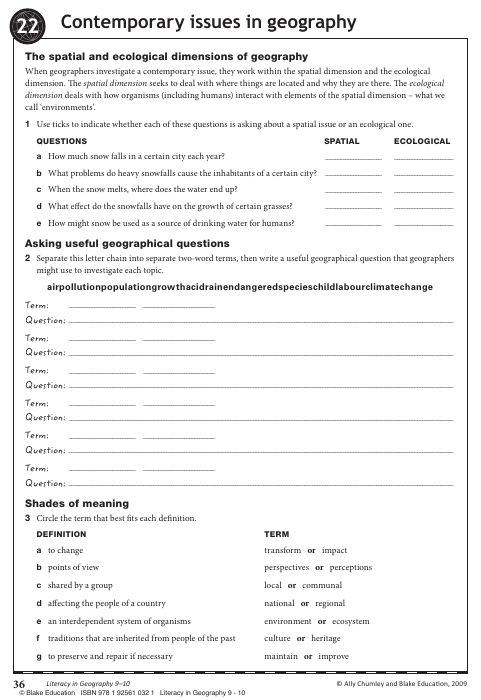 22 Contemporary issues in geography
The spatial and ecological dimensions of geography
When geographers investigate a contemporary issue, they work within the spatial dimension and the ecological
dimension. The spatial dimension seeks to deal with where things are located and why they are there. The ecological
dimension deals with how organisms (including humans) interact with elements of the spatial dimension – what we
call ‘environments’.
1 Use ticks to indicate whether each of these questions is asking about a spatial issue or an ecological one.
QUESTIONS SPATIAL ECOLOGICAL
a How much snow falls in a certain city each year?
b What problems do heavy snowfalls cause the inhabitants of a certain city?
c When the snow melts, where does the water end up?
d What effect do the snowfalls have on the growth of certain grasses?
e How might snow be used as a source of drinking water for humans?
Asking useful geographical questions
2 Separate this letter chain into separate two-word terms, then write a useful geographical question that geographers
might use to investigate each topic.
airpollutionpopulationgrowthacidrainendangeredspecieschildlabourclimatechange
Term:
Question:
Term:
Question:
Term:
Question:
Term:
Question:
Term:
Question:
Term:
Question:
Shades of meaning
3 Circle the term that best fits each definition.
DEFINITION TERM
a to change transform or impact
b points of view perspectives or perceptions
c shared by a group local or communal
d affecting the people of a country national or regional
e an interdependent system of organisms environment or ecosystem
f traditions that are inherited from people of the past culture or heritage
g to preserve and repair if necessary maintain or improve
36 Literacy in Geography 9–10 © Ally Chumley and Blake Education, 2009
© Blake Education ISBN 978 1 92561 032 1 Literacy in Geography 9 - 10